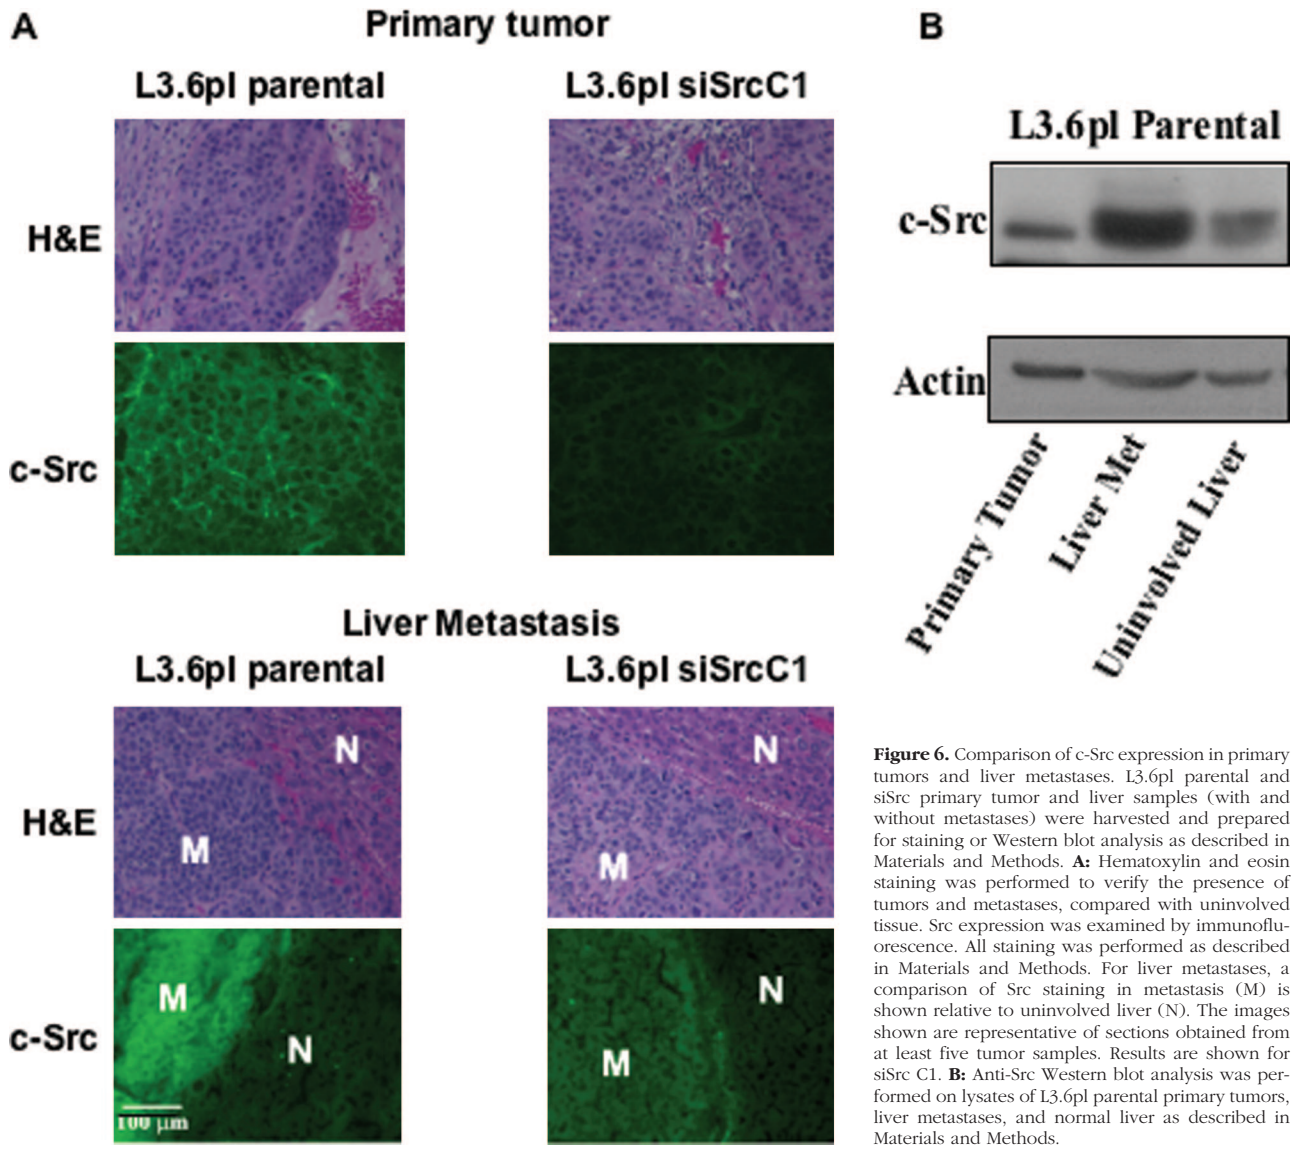 A
Primary tumor
L3.6pl parental
L3.6pl siSrcC1
H&E
c-Src
Liver Metastasis
L3.6pl parental
L3.6pl siSrcC1
H&E
N
M
N
M
c-Src
M
N
100 μm
N
M
B
L3.6pl Parental
c-Src
Actin
Primary Tumor
Liver Met
Uninvolved Liver
Figure 6. Comparison of c-Src expression in primary
tumors and liver metastases. L3.6pl parental and
siSrc primary tumor and liver samples (with and
without metastases) were harvested and prepared
for staining or Western blot analysis as described in
Materials and Methods. A: Hematoxylin and eosin
staining was performed to verify the presence of
tumors and metastases, compared with uninvolved
tissue. Src expression was examined by immunoflu-
orescence. All staining was performed as described
in Materials and Methods. For liver metastases, a
comparison of Src staining in metastasis (M) is
shown relative to uninvolved liver (N). The images
shown are representative of sections obtained from
at least five tumor samples. Results are shown for
siSrc C1. B: Anti-Src Western blot analysis was per-
formed on lysates of L3.6pl parental primary tumors,
liver metastases, and normal liver as described in
Materials and Methods.